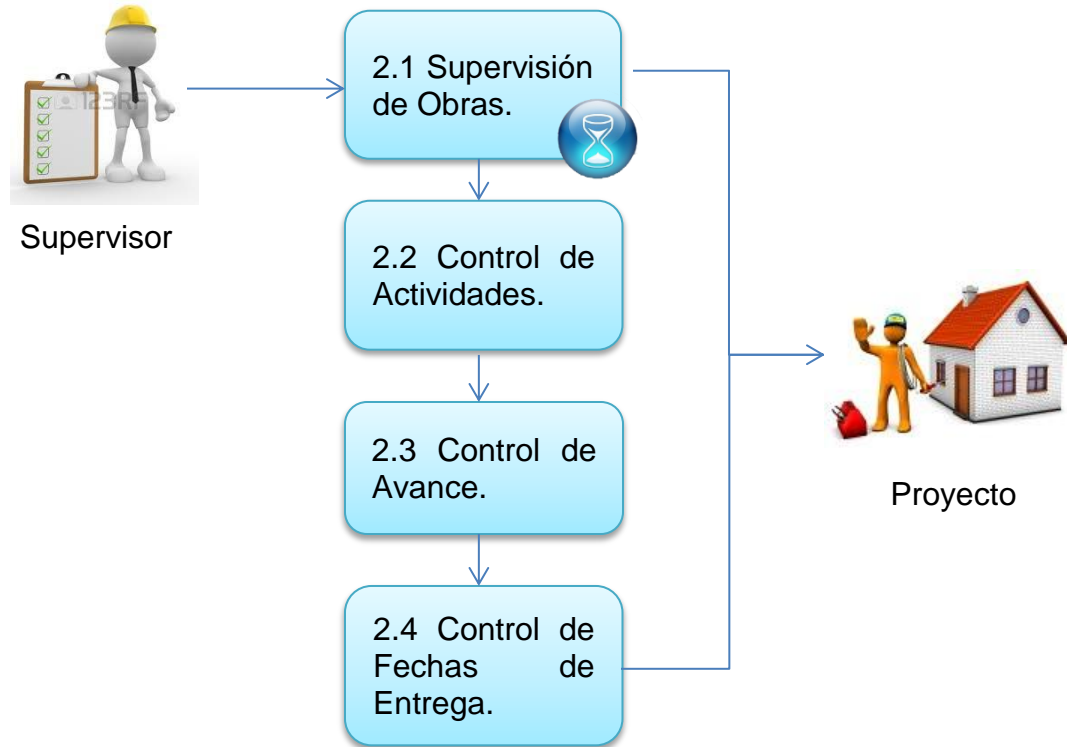 2.1 Supervisión
de Obras.
123RF
Supervisor
2.2 Control de
Actividades.
2.3 Control de
Avance.
Proyecto
2.4 Control de
Fechas de
Entrega.